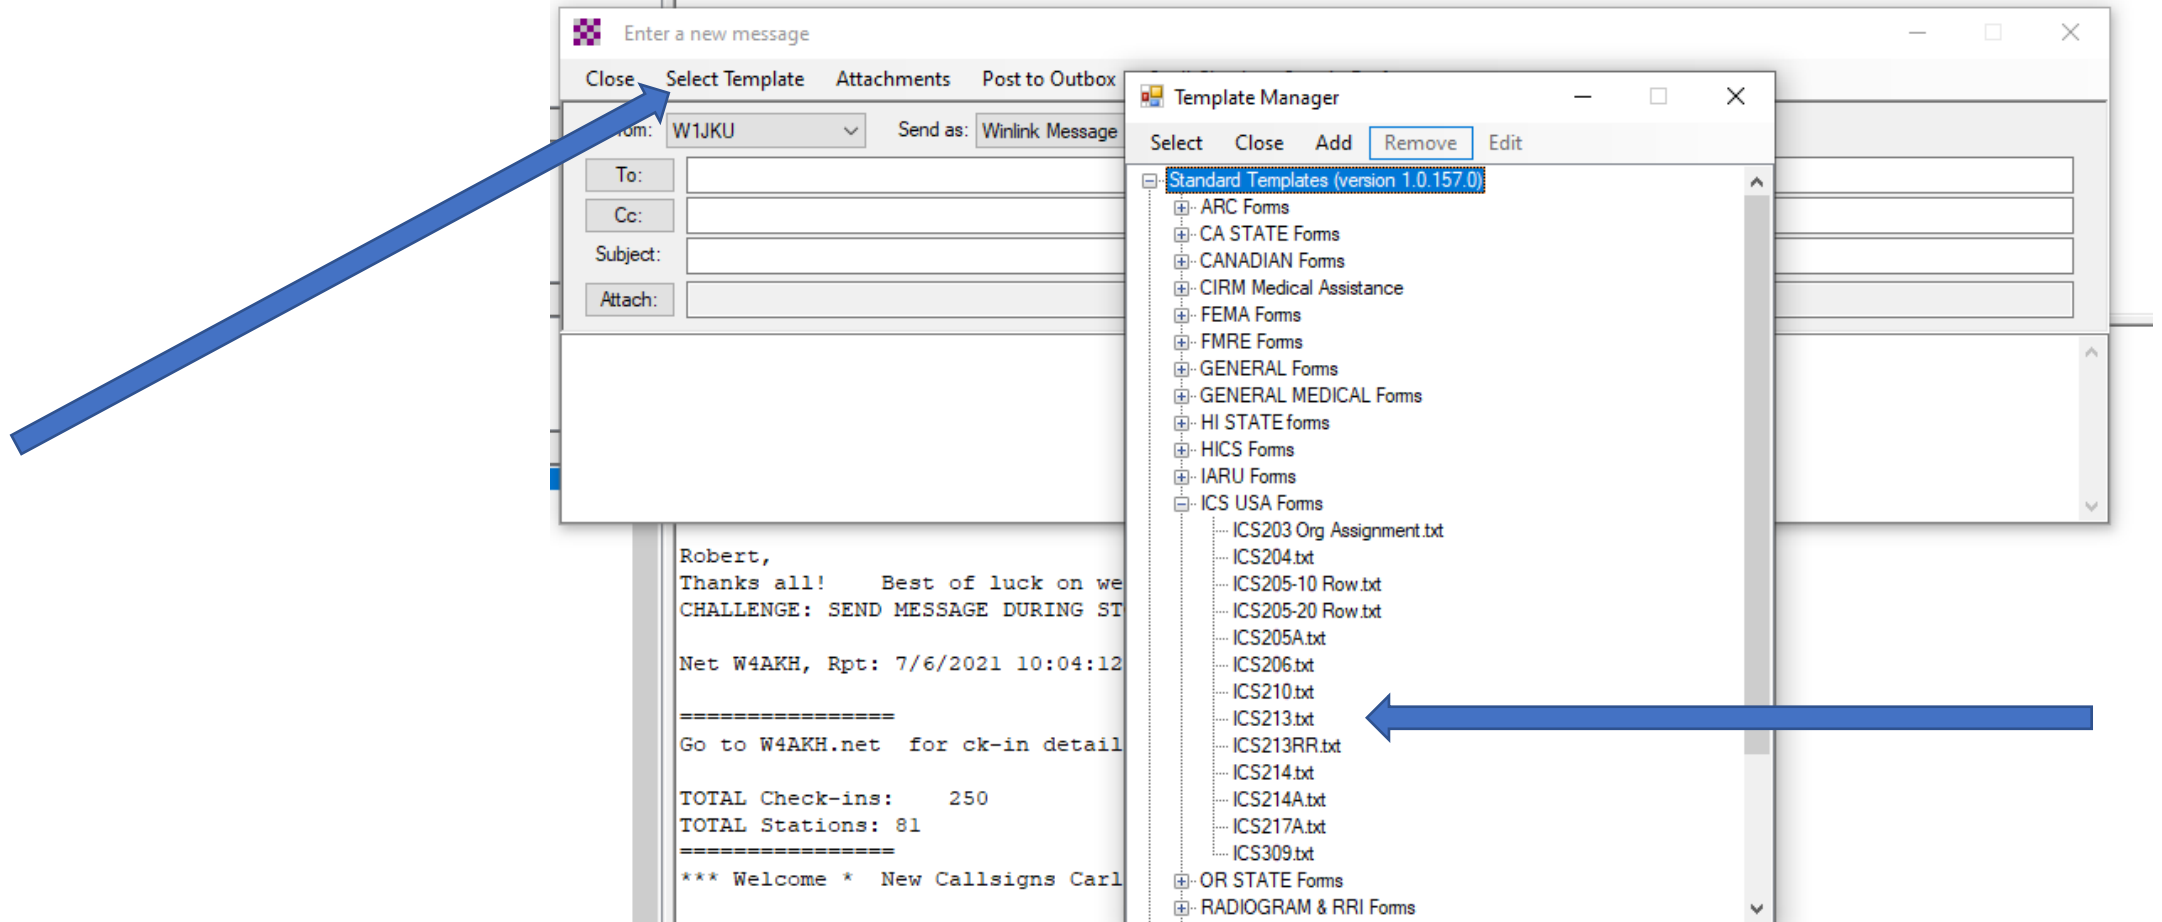 Enter a new message
Close Select Template Attachments Post to Outbox
From: W1JKU Send as: Winlink Message
To:
Cc:
Subject:
Attach:
Template Manager
Select Close Add Remove Edit
Standard Templates (version 1.0.157.0)
ARC Forms
CA STATE Forms
CANADIAN Forms
CIRM Medical Assistance
FEMA Forms
FMRE Forms
GENERAL Forms
GENERAL MEDICAL Forms
HI STATE forms
HICS Forms
IARU Forms
ICS USA Forms
ICS203 Org Assignment.txt
ICS204.txt
ICS205-10 Row.txt
ICS205-20 Row.txt
ICS205A.txt
ICS206.txt
ICS210.txt
ICS213.txt
ICS213RR.txt
ICS214.txt
ICS214A.txt
ICS217A.txt
ICS309.txt
OR STATE Forms
RADIOGRAM & RRI Forms
Robert,
Thanks all! Best of luck on we
CHALLENGE: SEND MESSAGE DURING ST
Net W4AKH, Rpt: 7/6/2021 10:04:12
================
Go to W4AKH.net for ck-in detail
TOTAL Check-ins: 250
TOTAL Stations: 81
================
*** Welcome * New Callsigns Carl